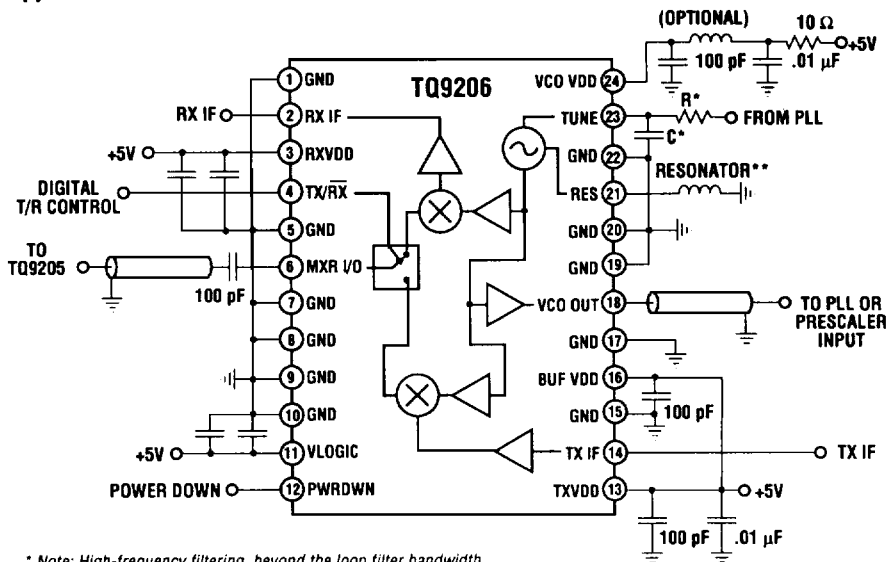 (OPTIONAL)
10 Ω
+5V
100 pF
.01 µF
TQ9206
1 GND
RX IF 2 RX IF
+5V 3 RXVDD
DIGITAL T/R CONTROL 4 TX/RX̅
5 GND
TO TQ9205
100 pF
6 MXR I/O
7 GND
8 GND
9 GND
10 GND
+5V 11 VLOGIC
POWER DOWN 12 PWRDWN
VCO VDD 24
TUNE 23
R*
FROM PLL
C*
GND 22
RESONATOR**
RES 21
GND 20
GND 19
VCO OUT 18
TO PLL OR PRESCALER INPUT
GND 17
BUF VDD 16
100 pF
GND 15
TX IF 14 TX IF
TXVDD 13 +5V
100 pF
.01 µF
* Note: High-frequency filtering, beyond the loop filter bandwidth